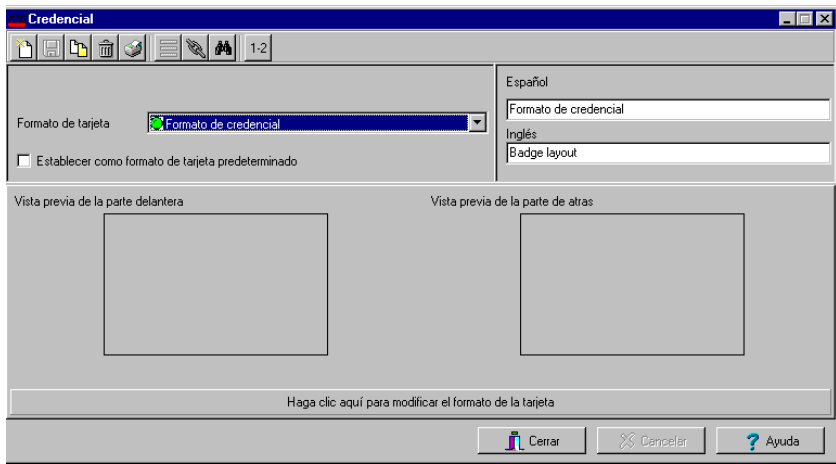 Credencial
1-2
Español
Formato de credencial
Inglés
Badge layout
Formato de tarjeta
Formato de credencial
Establecer como formato de tarjeta predeterminado
Vista previa de la parte delantera
Vista previa de la parte de atras
Haga clic aquí para modificar el formato de la tarjeta
Cerrar
Cancelar
Ayuda